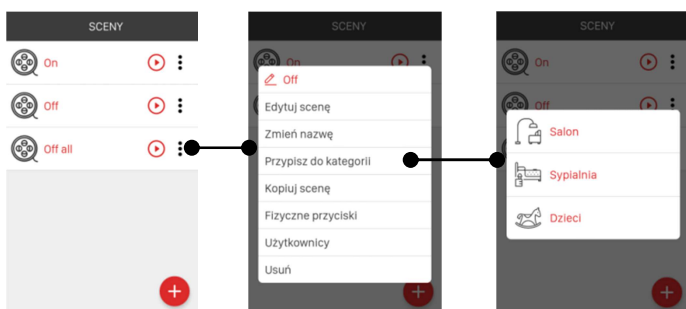 SCENY
On
Off
Off all
SCENY
On
Off
Edytuj scenę
Zmień nazwę
Przypisz do kategorii
Kopiuj scenę
Fizyczne przyciski
Użytkownicy
Usuń
SCENY
On
Off
Salon
Sypialnia
Dzieci